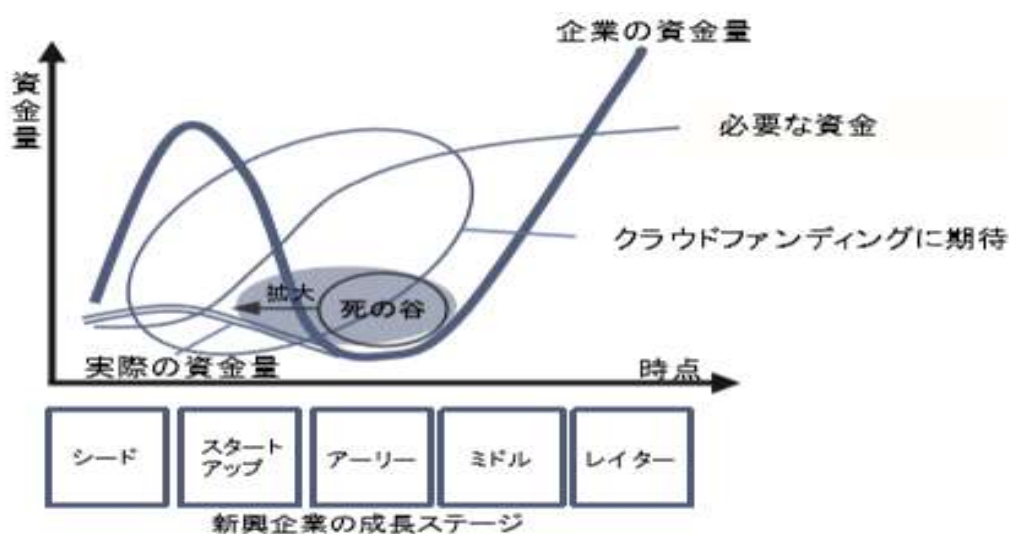 企業の資金量
資金量
必要な資金
クラウドファンディングに期待
拡大
死の谷
実際の資金量
時点
シード
スタート
アップ
アーリー
ミドル
レイター
新興企業の成長ステージ